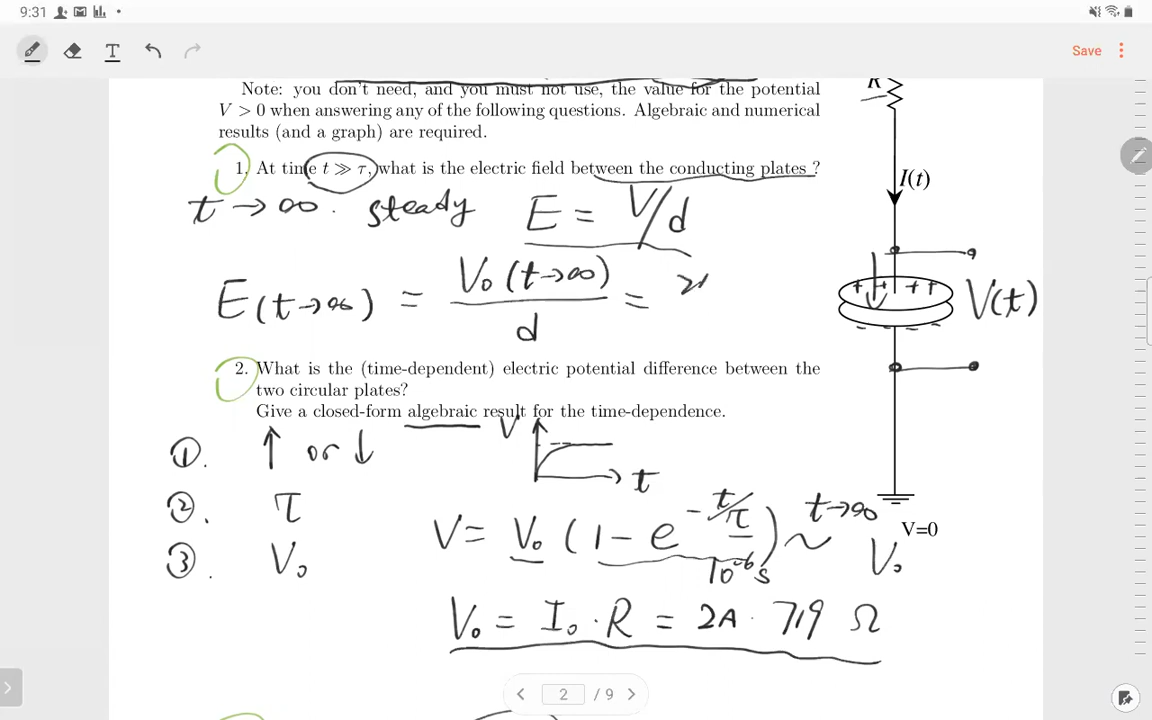 9:31
Save
Note: you don't need, and you must not use, the value for the potential
V > 0 when answering any of the following questions. Algebraic and numerical
results (and a graph) are required.
R
1. At time t ≫ τ, what is the electric field between the conducting plates ?
I(t)
t → ∞ . steady E = V/d
E(t→∞) = V₀(t→∞) / d =
V(t)
2. What is the (time-dependent) electric potential difference between the
two circular plates?
Give a closed-form algebraic result for the time-dependence.
①. ↑ or ↓
V
t
②. τ
V = V₀ (1 - e^(-t/τ)) ~ V₀
t→∞
10⁻⁶ s
V=0
③. V₀
V₀ = I₀ · R = 2A · 719 Ω
2 / 9